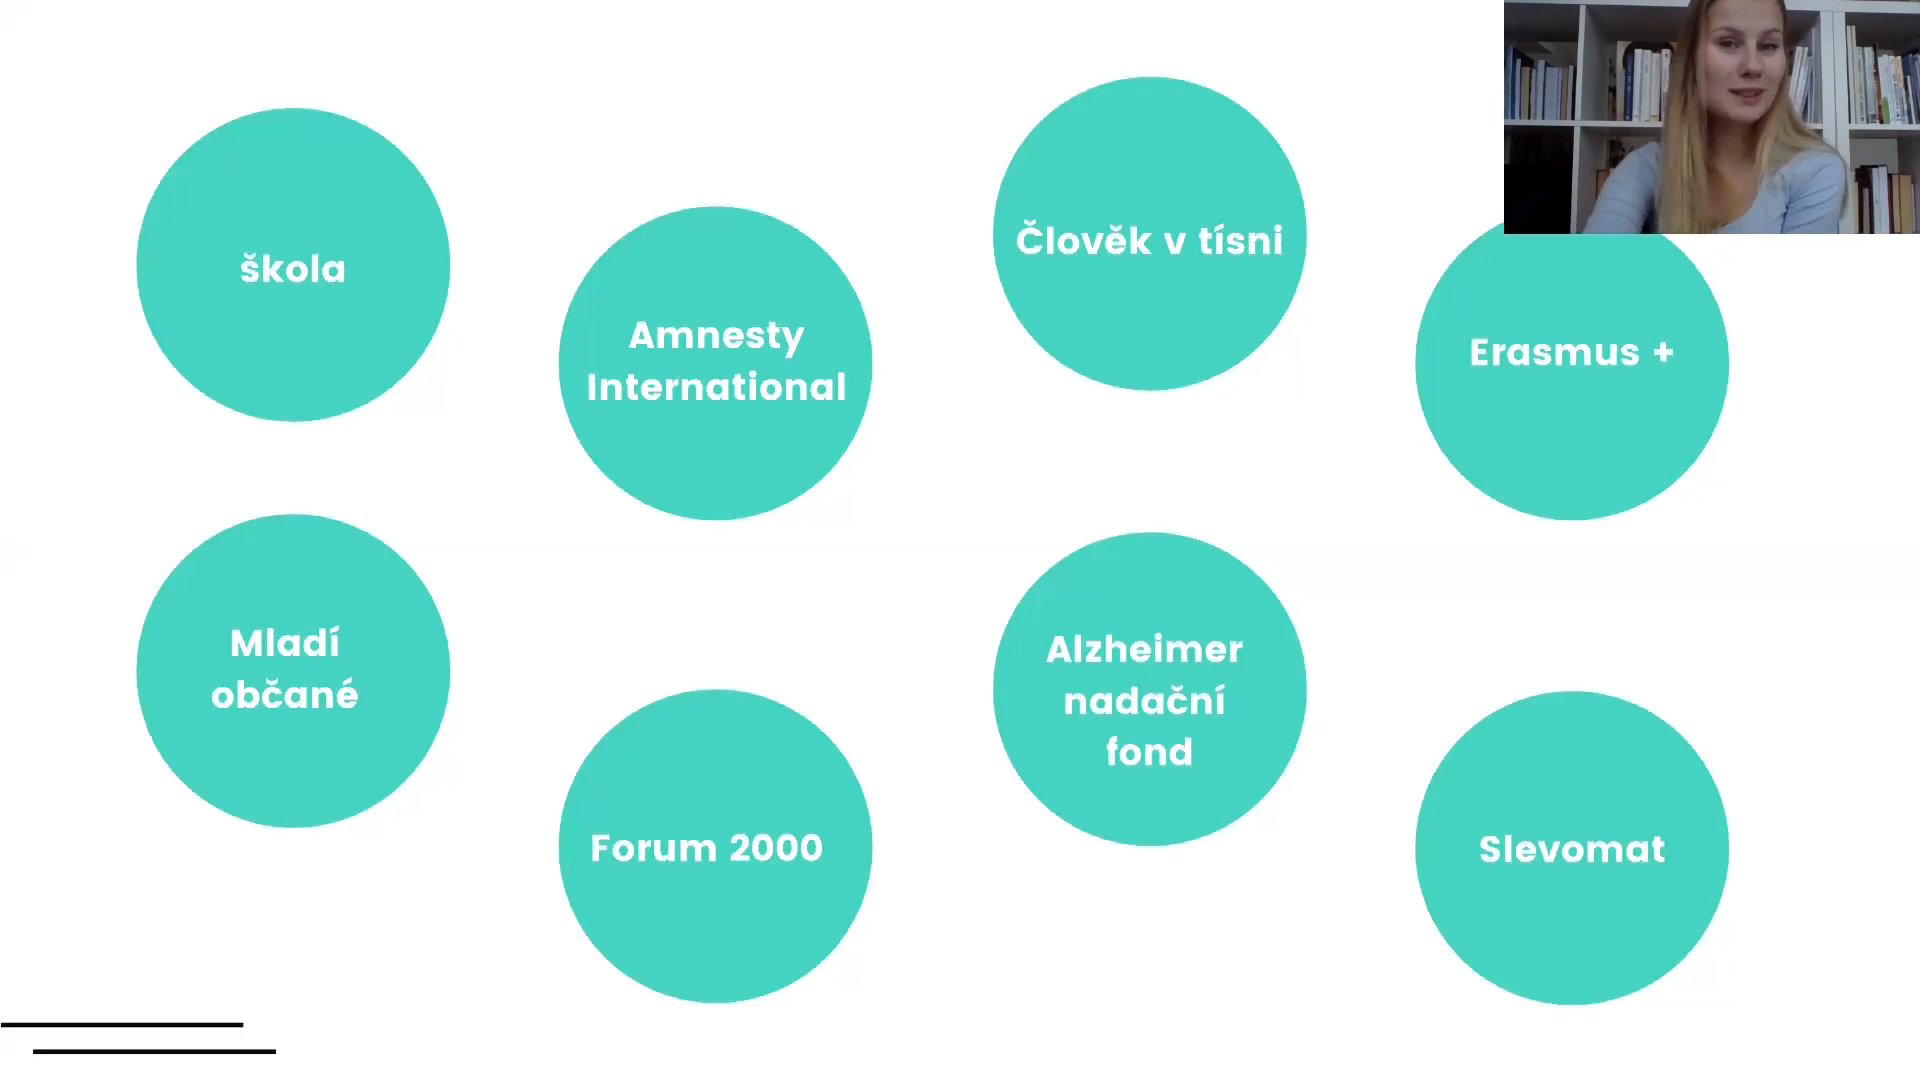 škola
Amnesty
International
Člověk v tísni
Erasmus +
Mladí
občané
Forum 2000
Alzheimer
nadační
fond
Slevomat